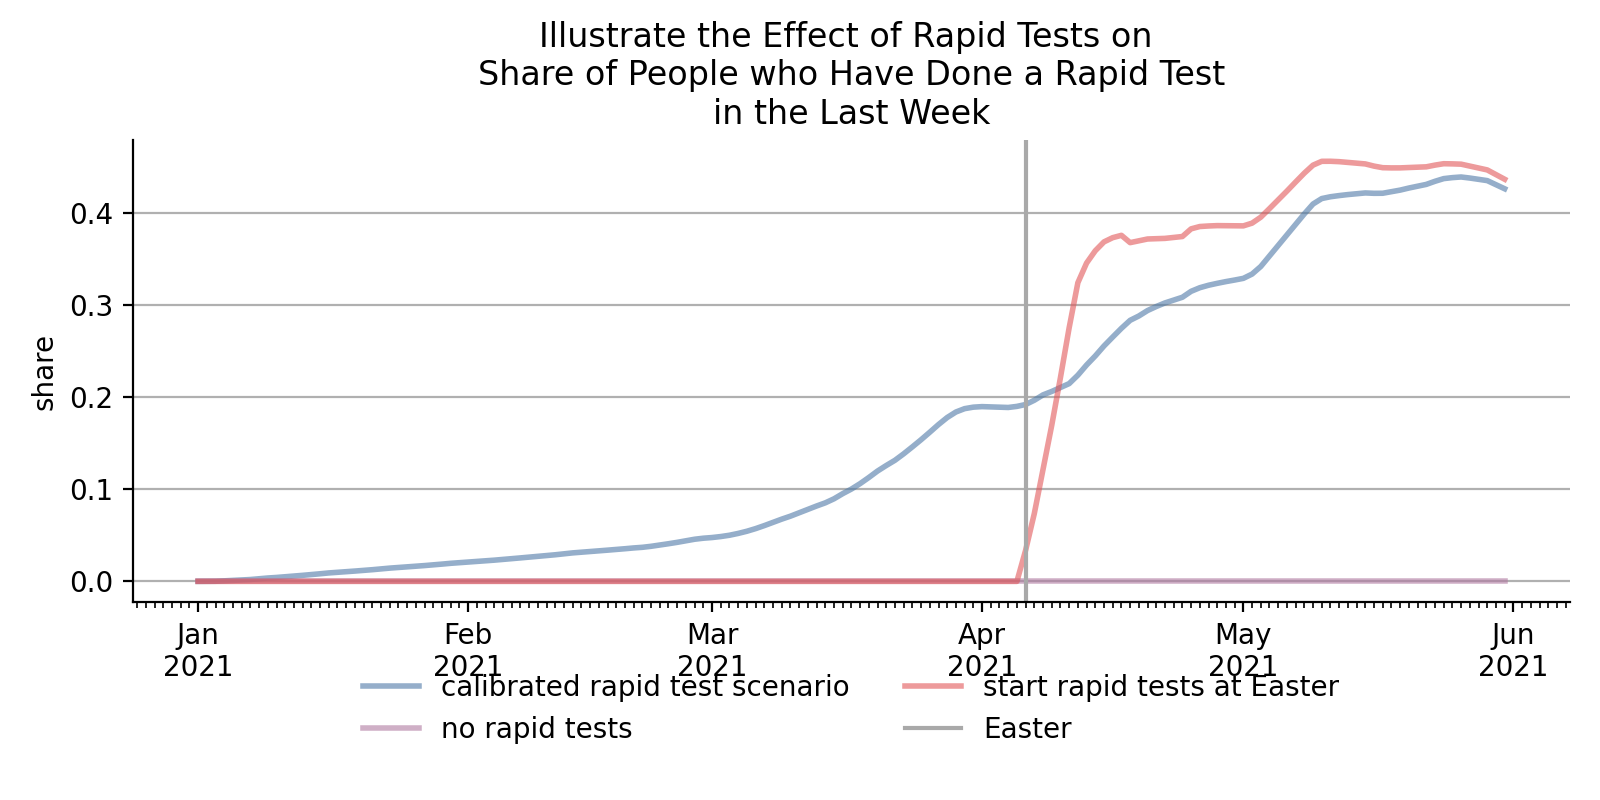 Illustrate the Effect of Rapid Tests on
Share of People who Have Done a Rapid Test
in the Last Week
share
0.4
0.3
0.2
0.1
0.0
Jan Feb Mar Apr May Jun
2021 2021 2021 2021 2021 2021
calibrated rapid test scenario start rapid tests at Easter
no rapid tests Easter